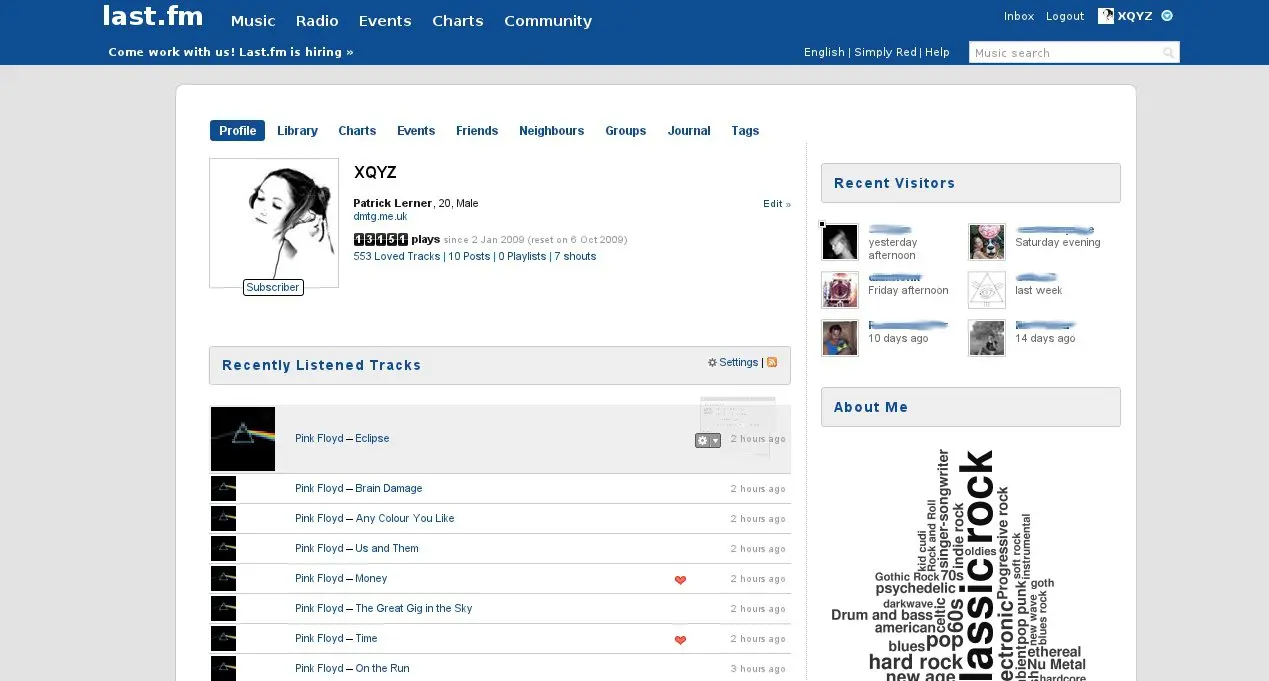 last.fm
Music Radio Events Charts Community
Inbox Logout XQYZ
Come work with us! Last.fm is hiring »
English | Simply Red | Help
Music search
Profile Library Charts Events Friends Neighbours Groups Journal Tags
XQYZ
Patrick Lerner, 20, Male
Edit »
dmtg.me.uk
43151 plays since 2 Jan 2009 (reset on 6 Oct 2009)
553 Loved Tracks | 10 Posts | 0 Playlists | 7 shouts
Subscriber
Recently Listened Tracks
Settings |
Pink Floyd – Eclipse 2 hours ago
Pink Floyd – Brain Damage 2 hours ago
Pink Floyd – Any Colour You Like 2 hours ago
Pink Floyd – Us and Them 2 hours ago
Pink Floyd – Money 2 hours ago
Pink Floyd – The Great Gig in the Sky 2 hours ago
Pink Floyd – Time 2 hours ago
Pink Floyd – On the Run 3 hours ago
Recent Visitors
yesterday afternoon
Saturday evening
Friday afternoon
last week
10 days ago
14 days ago
About Me
classic rock
singer-songwriter
Rock and Roll
kid cudi
indie rock
oldies
Progressive rock
soft rock
instrumental
Gothic Rock
70s
psychedelic
goth
darkwave
celtic
60s
Drum and bass
american
pop
blues
hard rock
new age
electronic
pop punk
new wave
blues rock
ethereal
Nu Metal
hardcore